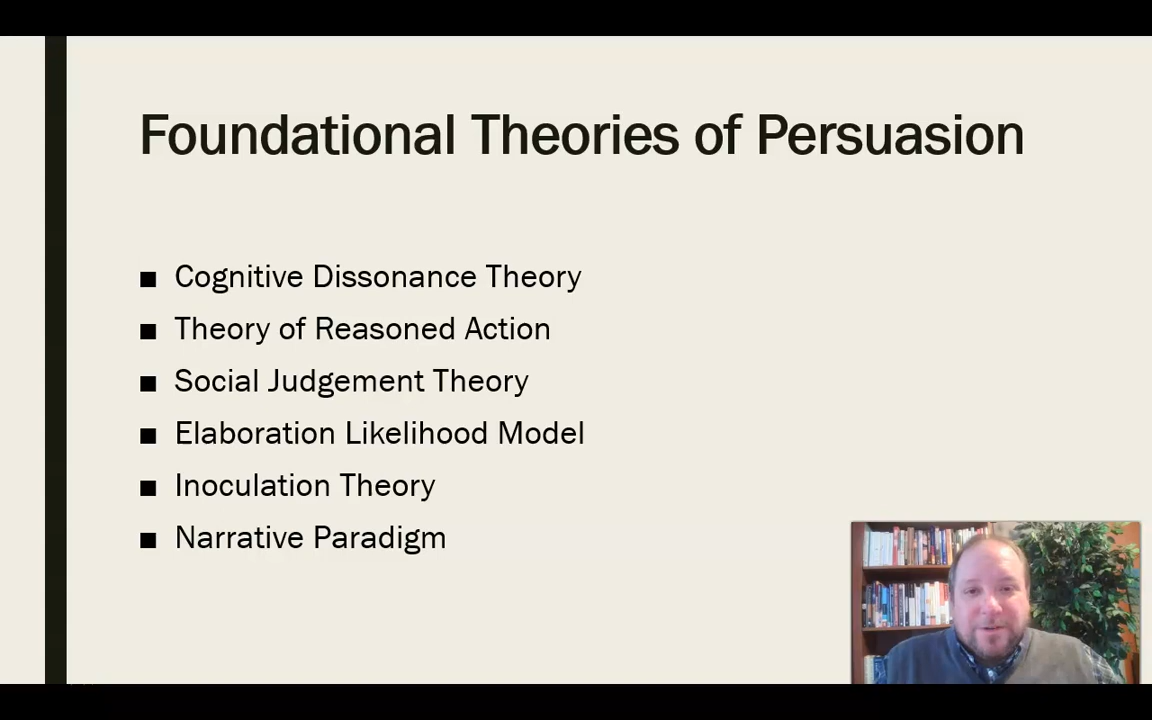 Foundational Theories of Persuasion
■ Cognitive Dissonance Theory
■ Theory of Reasoned Action
■ Social Judgement Theory
■ Elaboration Likelihood Model
■ Inoculation Theory
■ Narrative Paradigm